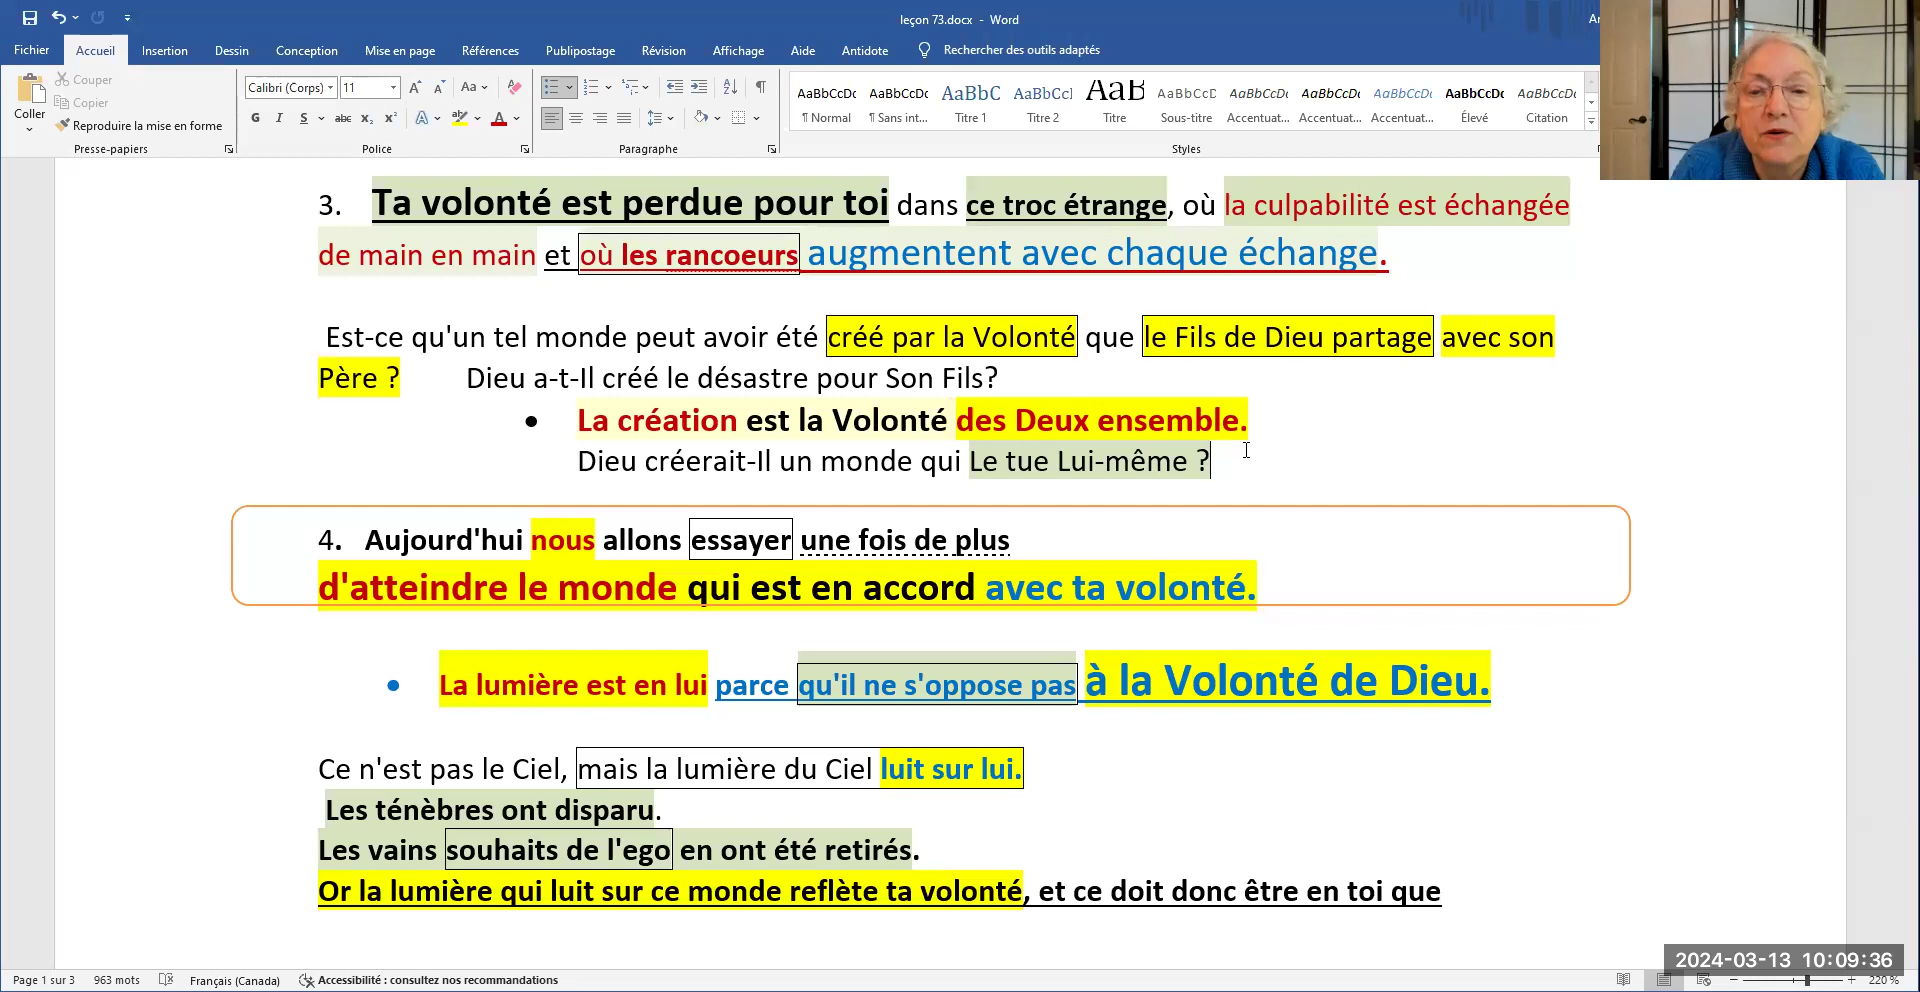 leçon 73.docx - Word
Fichier Accueil Insertion Dessin Conception Mise en page Références Publipostage Révision Affichage Aide Antidote Rechercher des outils adaptés
Coller
Couper
Copier
Reproduire la mise en forme
Presse-papiers
Calibri (Corps) 11
G I S abc
Police
Paragraphe
AaBbCcDc AaBbCcDc AaBbC AaBbCcI AaB AaBbCcD AaBbCcDc AaBbCcDc AaBbCcDc AaBbCcDc AaBbCcDc
¶ Normal ¶ Sans int... Titre 1 Titre 2 Titre Sous-titre Accentuat... Accentuat... Accentuat... Élevé Citation
Styles
3. Ta volonté est perdue pour toi dans ce troc étrange, où la culpabilité est échangée
de main en main et où les rancoeurs augmentent avec chaque échange.
Est-ce qu'un tel monde peut avoir été créé par la Volonté que le Fils de Dieu partage avec son
Père ? Dieu a-t-Il créé le désastre pour Son Fils?
• La création est la Volonté des Deux ensemble.
Dieu créerait-Il un monde qui Le tue Lui-même ?
4. Aujourd'hui nous allons essayer une fois de plus
d'atteindre le monde qui est en accord avec ta volonté.
• La lumière est en lui parce qu'il ne s'oppose pas à la Volonté de Dieu.
Ce n'est pas le Ciel, mais la lumière du Ciel luit sur lui.
Les ténèbres ont disparu.
Les vains souhaits de l'ego en ont été retirés.
Or la lumière qui luit sur ce monde reflète ta volonté, et ce doit donc être en toi que
2024-03-13 10:09:36
Page 1 sur 3 963 mots Français (Canada) Accessibilité : consultez nos recommandations 220 %